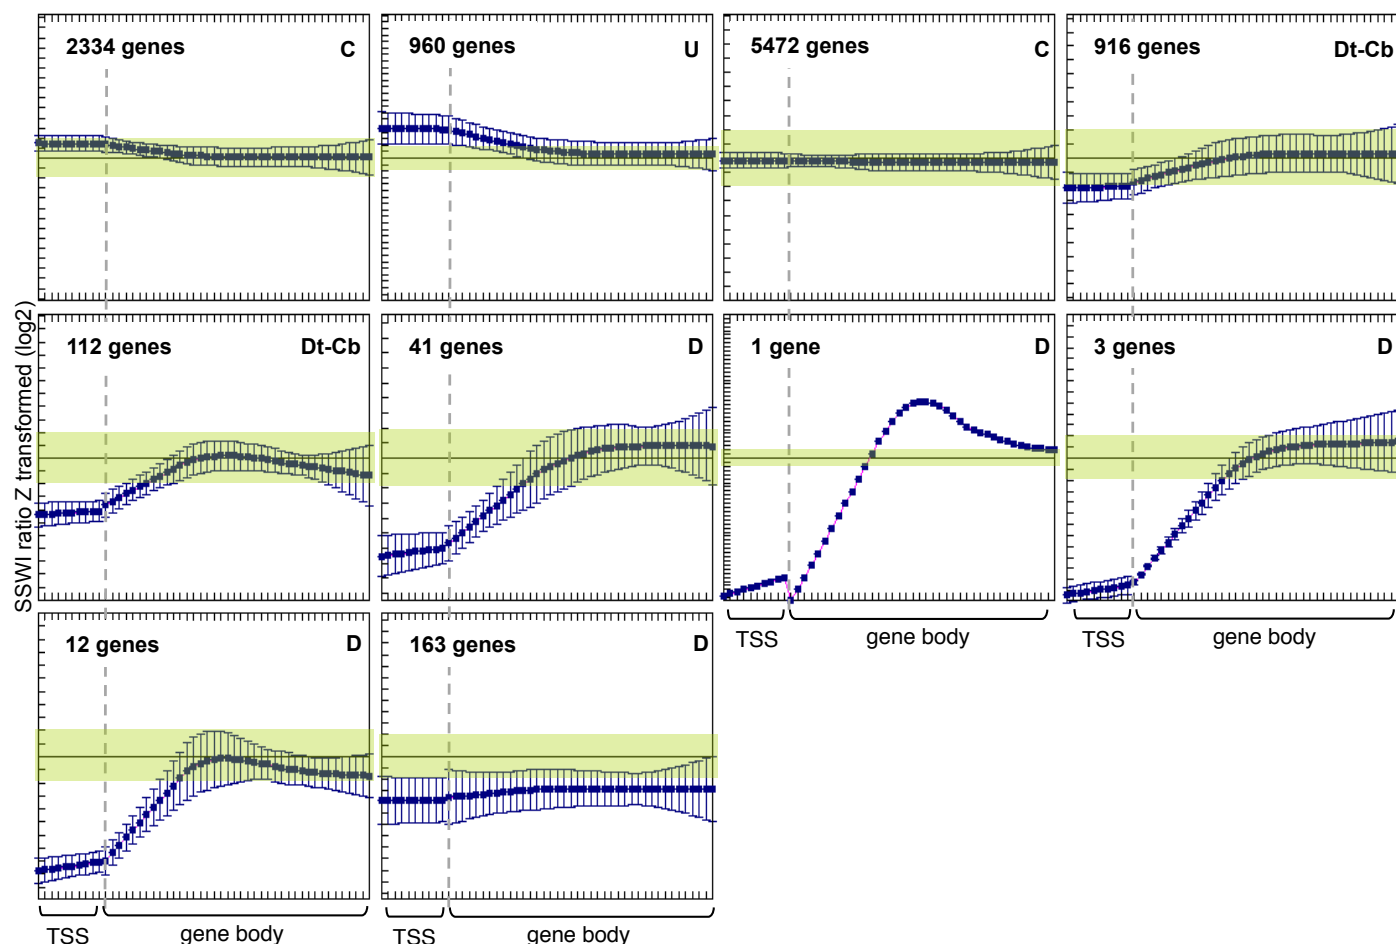 2334 genes C
960 genes U
5472 genes C
916 genes Dt-Cb
SSWI ratio Z transformed (log2)
112 genes Dt-Cb
41 genes D
1 gene D
3 genes D
TSS gene body
TSS gene body
12 genes D
163 genes D
TSS gene body
TSS gene body